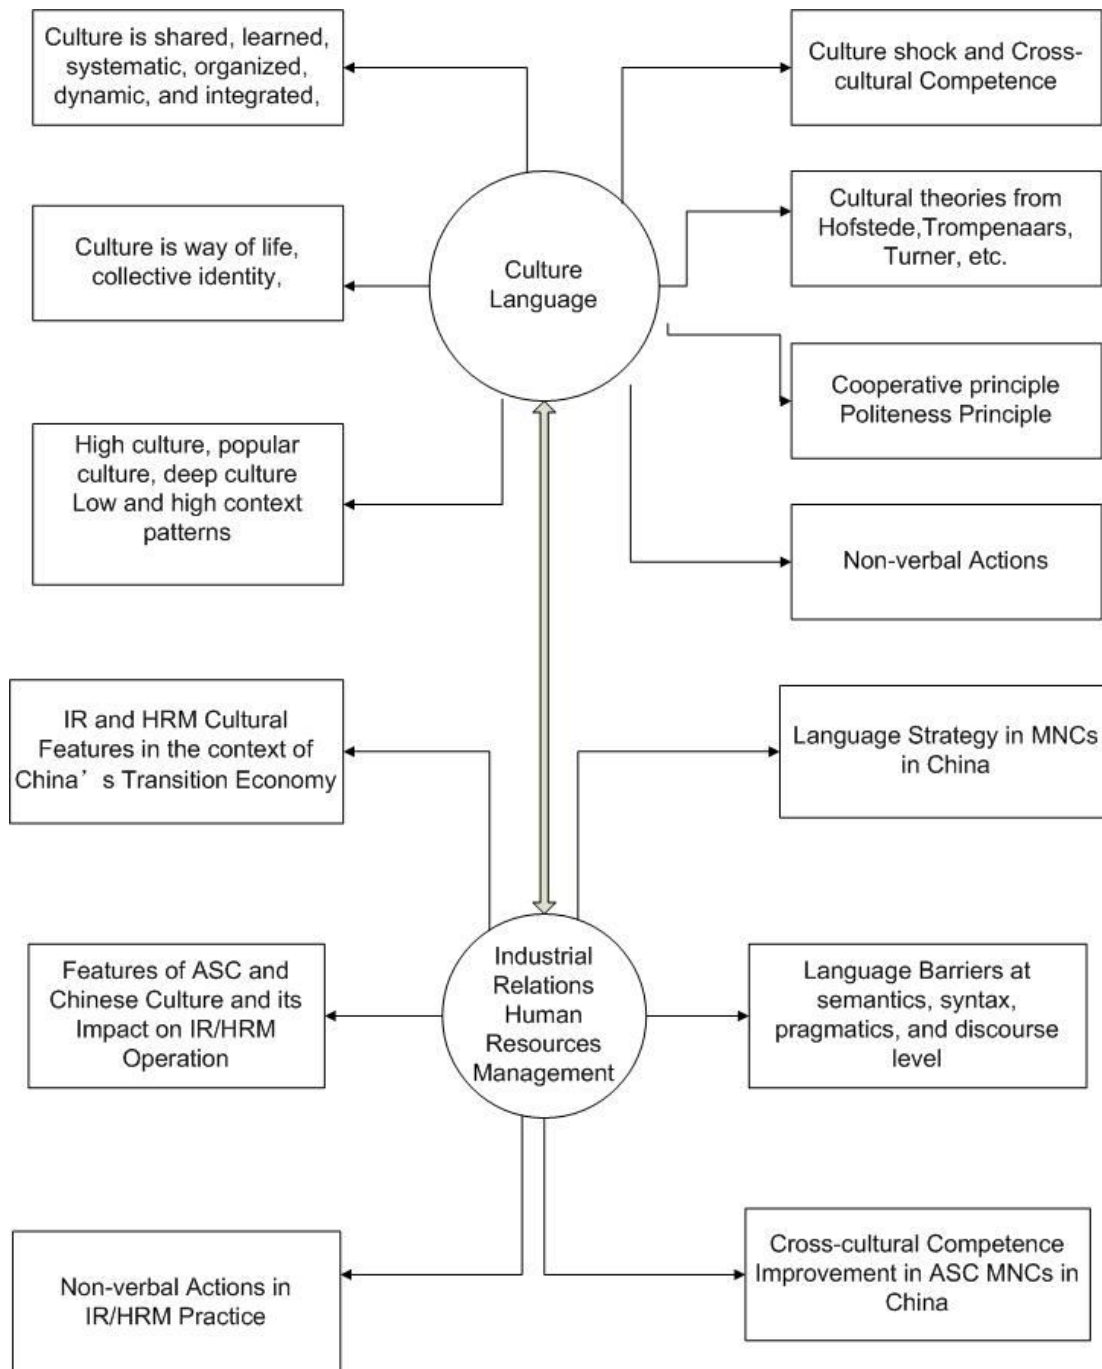 Culture is shared, learned,
systematic, organized,
dynamic, and integrated,
Culture shock and Cross-
cultural Competence
Cultural theories from
Hofstede,Trompenaars,
Turner, etc.
Culture is way of life,
collective identity,
Culture
Language
Cooperative principle
Politeness Principle
High culture, popular
culture, deep culture
Low and high context
patterns
Non-verbal Actions
IR and HRM Cultural
Features in the context of
China’s Transition Economy
Language Strategy in MNCs
in China
Features of ASC and
Chinese Culture and its
Impact on IR/HRM
Operation
Industrial
Relations
Human
Resources
Management
Language Barriers at
semantics, syntax,
pragmatics, and discourse
level
Non-verbal Actions in
IR/HRM Practice
Cross-cultural Competence
Improvement in ASC MNCs in
China